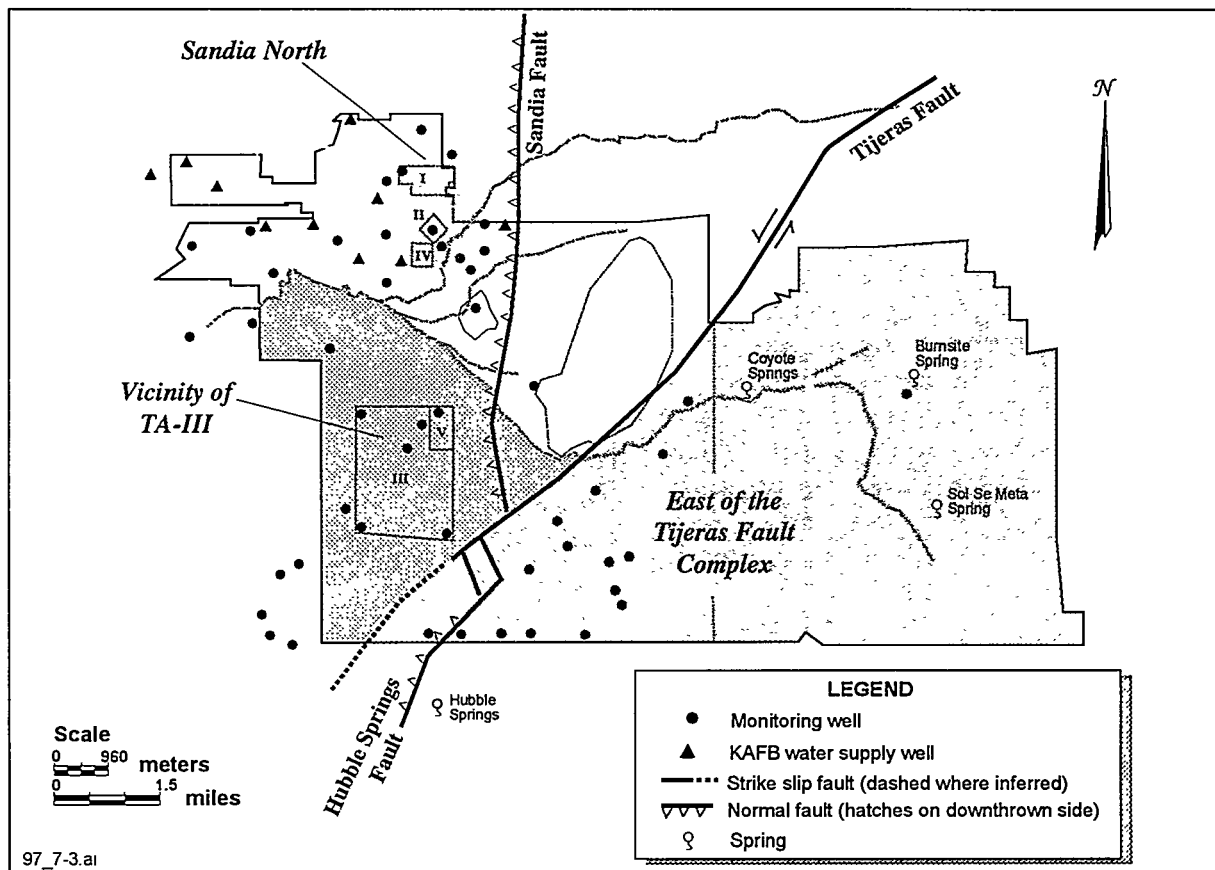 Sandia North
Sandia Fault
Tijeras Fault
N
I
II
IV
Coyote
Springs
Burnsite
Spring
Vicinity of
TA-III
V
III
East of the
Tijeras Fault
Complex
Sol Se Meta
Spring
Hubble Springs
Fault
Hubble
Springs
Scale
0 960 meters
0 1.5 miles
LEGEND
Monitoring well
KAFB water supply well
Strike slip fault (dashed where inferred)
Normal fault (hatches on downthrown side)
Spring
97_7-3.ai